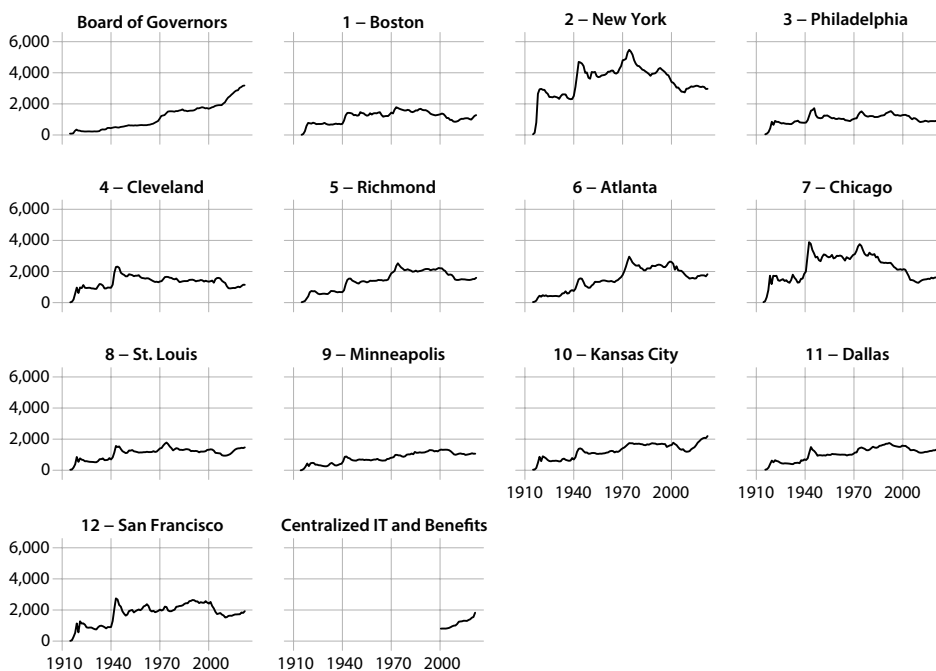 Board of Governors
1 – Boston
2 – New York
3 – Philadelphia
6,000
4,000
2,000
0
4 – Cleveland
5 – Richmond
6 – Atlanta
7 – Chicago
6,000
4,000
2,000
0
8 – St. Louis
9 – Minneapolis
10 – Kansas City
11 – Dallas
6,000
4,000
2,000
0
1910 1940 1970 2000
1910 1940 1970 2000
12 – San Francisco
Centralized IT and Benefits
6,000
4,000
2,000
0
1910 1940 1970 2000
1910 1940 1970 2000